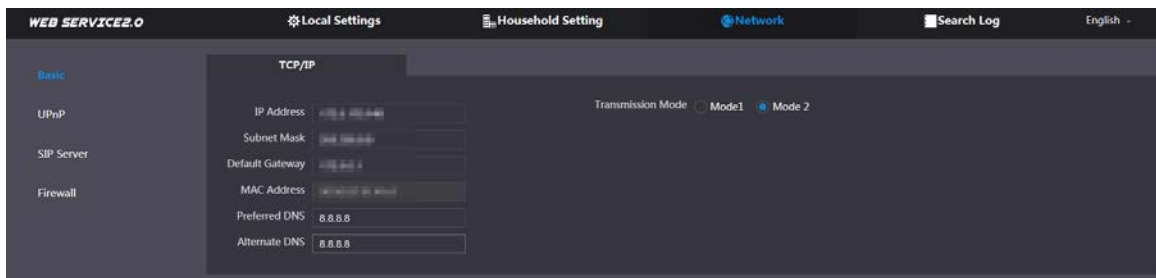 WEB SERVICE2.0 Local Settings Household Setting Network Search Log English
TCP/IP
Basic
UPnP
SIP Server
Firewall
IP Address
Subnet Mask
Default Gateway
MAC Address
Preferred DNS 8.8.8.8
Alternate DNS 8.8.8.8
Transmission Mode Mode1 Mode 2